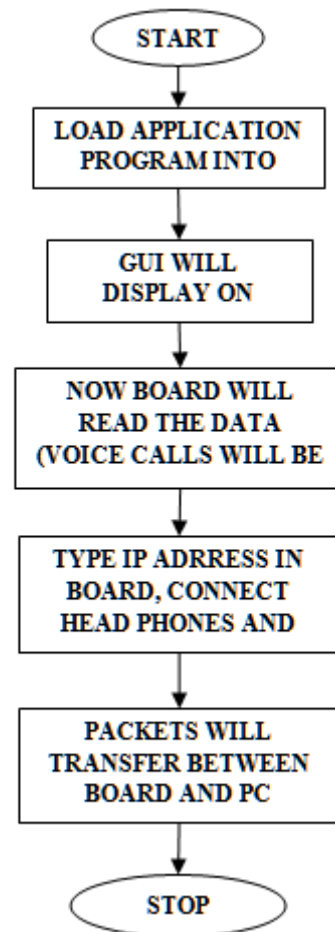 START
LOAD APPLICATION
PROGRAM INTO
GUI WILL
DISPLAY ON
NOW BOARD WILL
READ THE DATA
(VOICE CALLS WILL BE
TYPE IP ADRRESS IN
BOARD, CONNECT
HEAD PHONES AND
PACKETS WILL
TRANSFER BETWEEN
BOARD AND PC
STOP